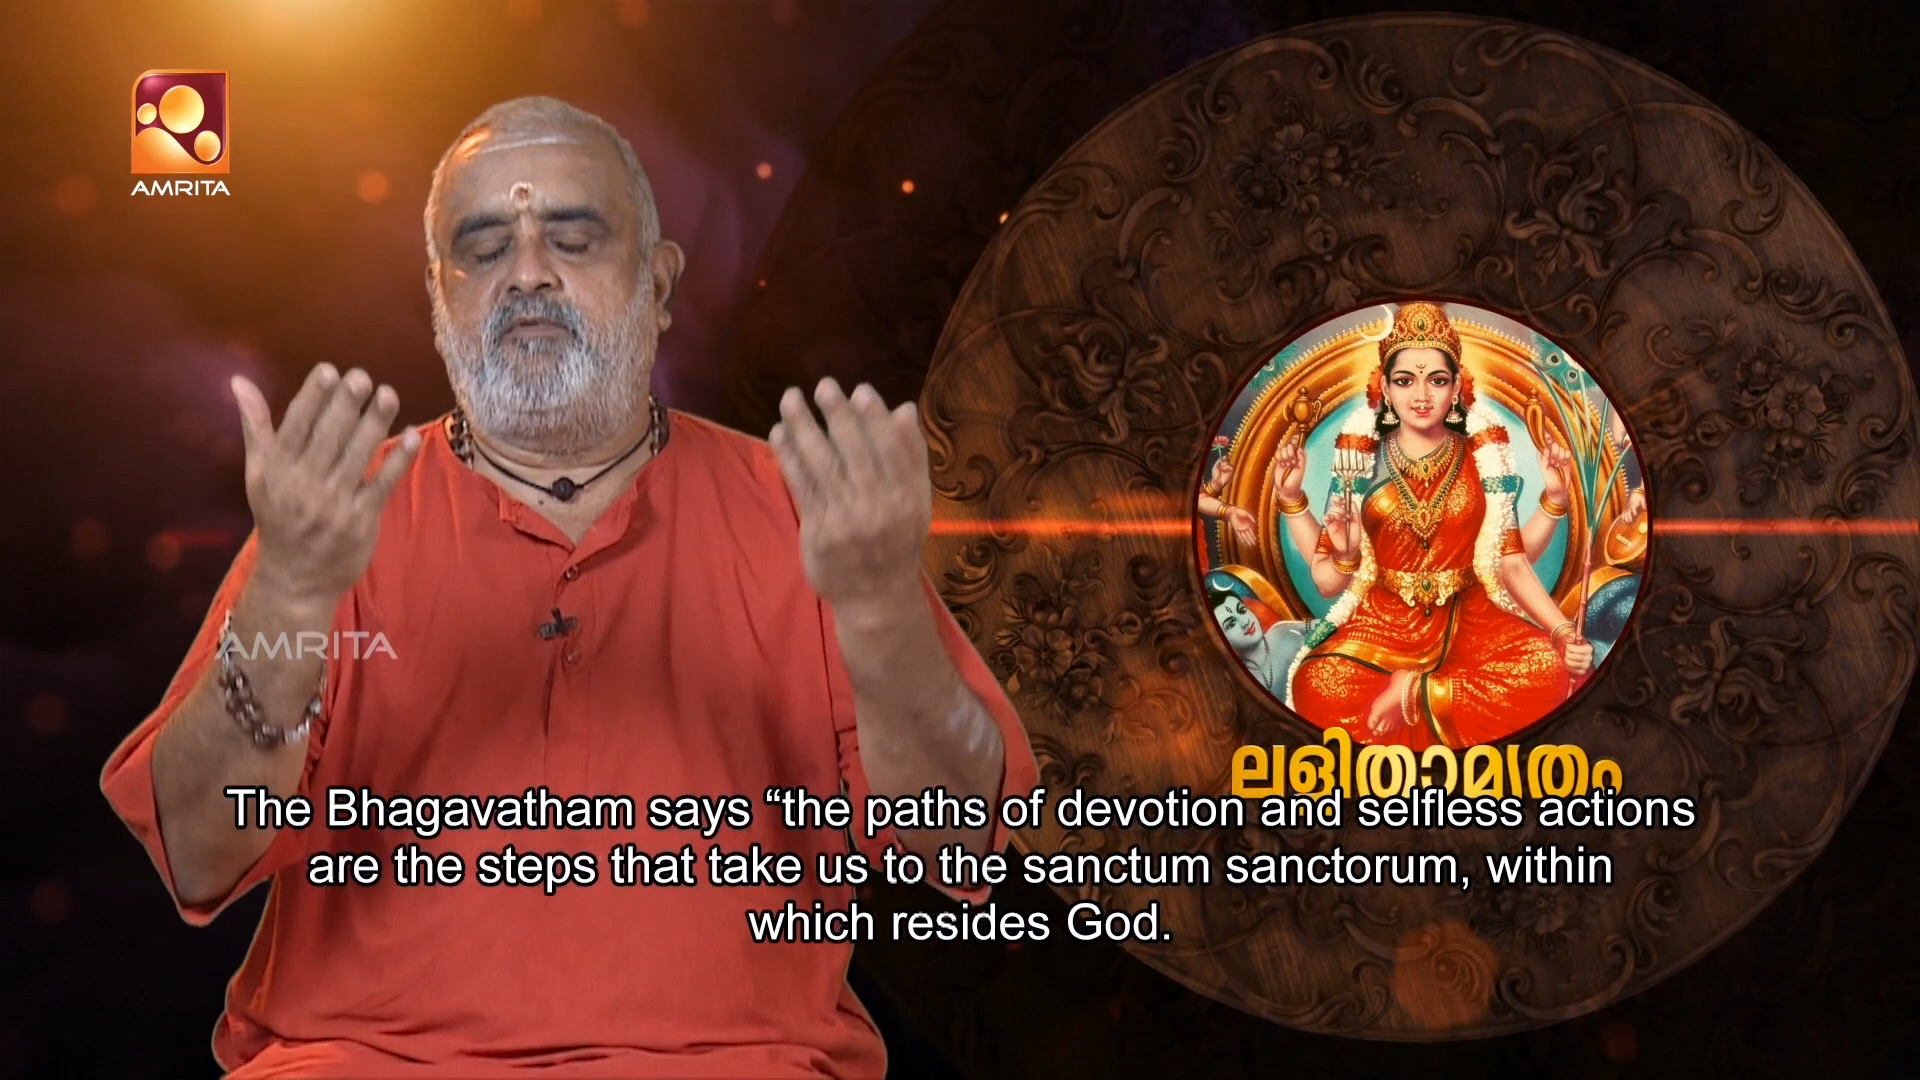 AMRITA
AMRITA
ലളിതാമൃതം
The Bhagavatham says “the paths of devotion and selfless actions
are the steps that take us to the sanctum sanctorum, within
which resides God.